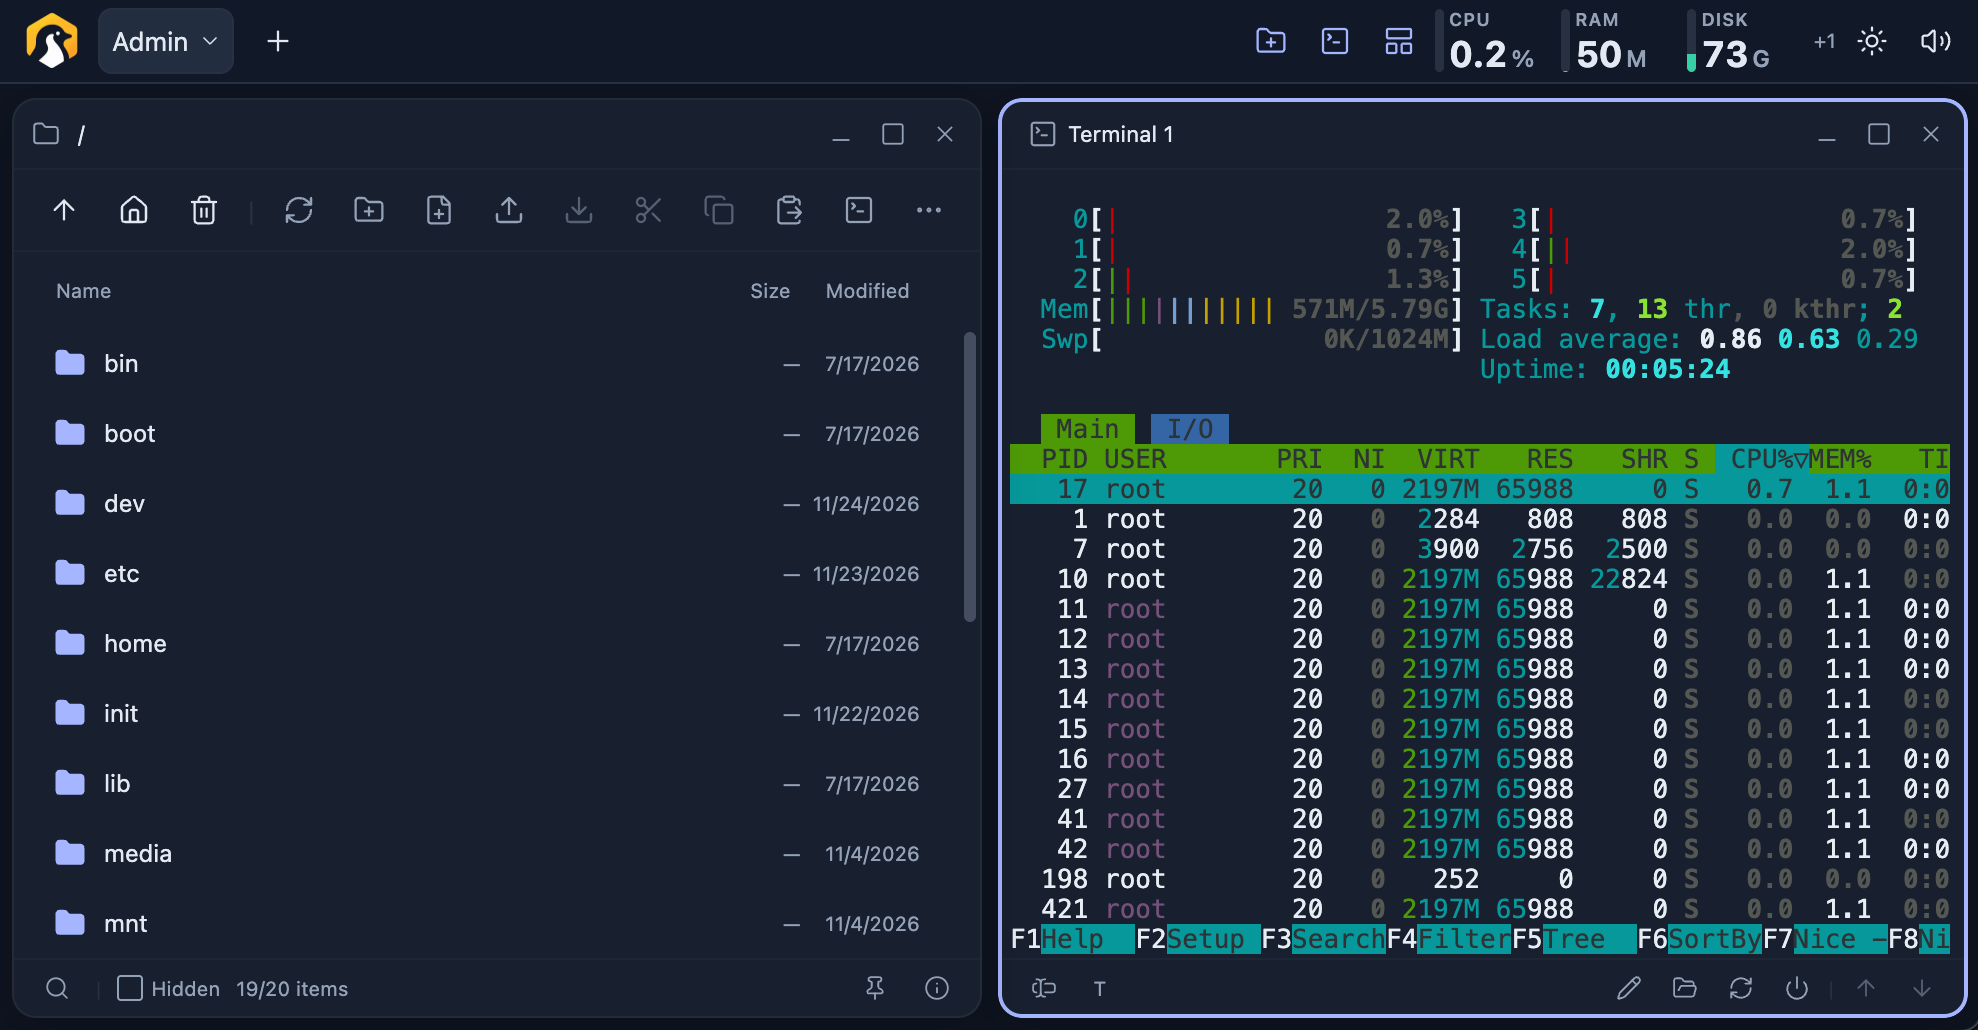 Admin
CPU 0.2 %
RAM 50 M
DISK 73 G
+1
/
Name Size Modified
bin — 7/17/2026
boot — 7/17/2026
dev — 11/24/2026
etc — 11/23/2026
home — 7/17/2026
init — 11/22/2026
lib — 7/17/2026
media — 11/4/2026
mnt — 11/4/2026
Hidden 19/20 items
Terminal 1
0[| 2.0%] 3[| 0.7%]
1[| 0.7%] 4[|| 2.0%]
2[|| 1.3%] 5[| 0.7%]
Mem[||||||||||| 571M/5.79G] Tasks: 7, 13 thr, 0 kthr; 2
Swp[ 0K/1024M] Load average: 0.86 0.63 0.29
Uptime: 00:05:24
Main I/O
PID USER PRI NI VIRT RES SHR S CPU%▽MEM% TI
17 root 20 0 2197M 65988 0 S 0.7 1.1 0:0
1 root 20 0 2284 808 808 S 0.0 0.0 0:0
7 root 20 0 3900 2756 2500 S 0.0 0.0 0:0
10 root 20 0 2197M 65988 22824 S 0.0 1.1 0:0
11 root 20 0 2197M 65988 0 S 0.0 1.1 0:0
12 root 20 0 2197M 65988 0 S 0.0 1.1 0:0
13 root 20 0 2197M 65988 0 S 0.0 1.1 0:0
14 root 20 0 2197M 65988 0 S 0.0 1.1 0:0
15 root 20 0 2197M 65988 0 S 0.0 1.1 0:0
16 root 20 0 2197M 65988 0 S 0.0 1.1 0:0
27 root 20 0 2197M 65988 0 S 0.0 1.1 0:0
41 root 20 0 2197M 65988 0 S 0.0 1.1 0:0
42 root 20 0 2197M 65988 0 S 0.0 1.1 0:0
198 root 20 0 252 0 0 S 0.0 0.0 0:0
421 root 20 0 2197M 65988 0 S 0.0 1.1 0:0
F1Help F2Setup F3SearchF4FilterF5Tree F6SortByF7Nice -F8Ni
T